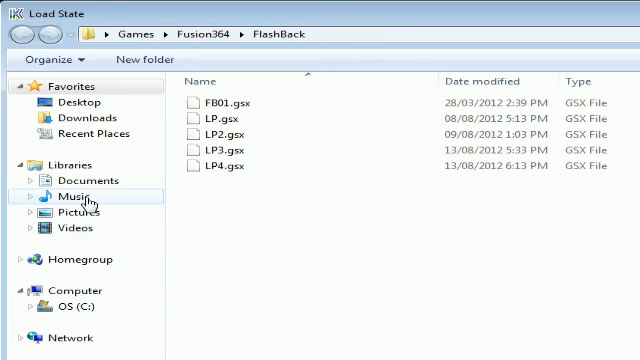 Load State
Games Fusion364 FlashBack
Organize New folder
Favorites
Desktop
Downloads
Recent Places
Libraries
Documents
Music
Pictures
Videos
Homegroup
Computer
OS (C:)
Network
Name Date modified Type
FB01.gsx 28/03/2012 2:39 PM GSX File
LP.gsx 08/08/2012 5:13 PM GSX File
LP2.gsx 09/08/2012 1:03 PM GSX File
LP3.gsx 13/08/2012 5:33 PM GSX File
LP4.gsx 13/08/2012 6:13 PM GSX File